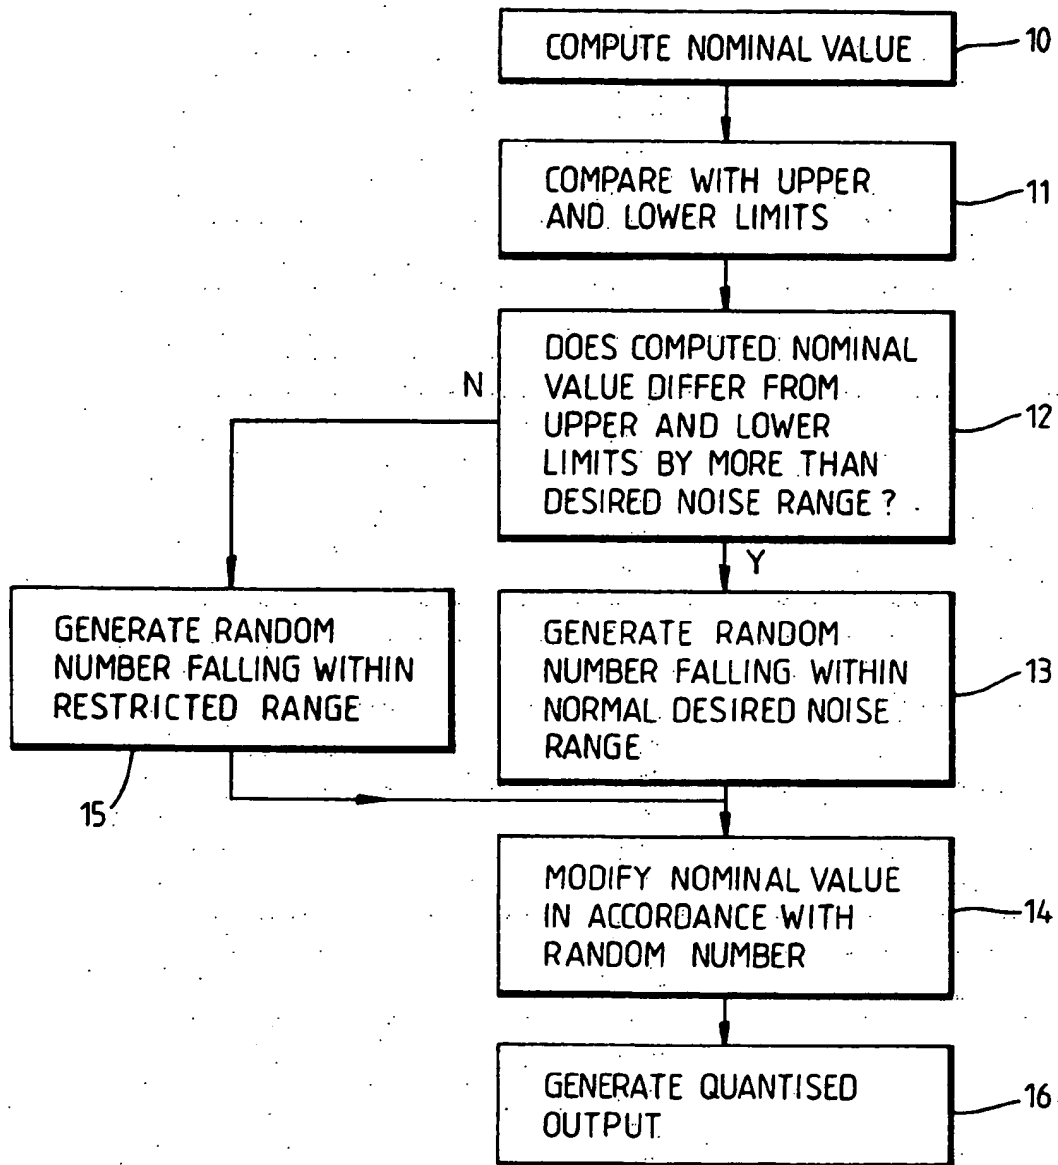 COMPUTE NOMINAL VALUE
10
COMPARE WITH UPPER
AND LOWER LIMITS
11
DOES COMPUTED NOMINAL
VALUE DIFFER FROM
UPPER AND LOWER
LIMITS BY MORE THAN
DESIRED NOISE RANGE?
12
N
Y
GENERATE RANDOM
NUMBER FALLING WITHIN
RESTRICTED RANGE
15
GENERATE RANDOM
NUMBER FALLING WITHIN
NORMAL DESIRED NOISE
RANGE
13
MODIFY NOMINAL VALUE
IN ACCORDANCE WITH
RANDOM NUMBER
14
GENERATE QUANTISED
OUTPUT
16